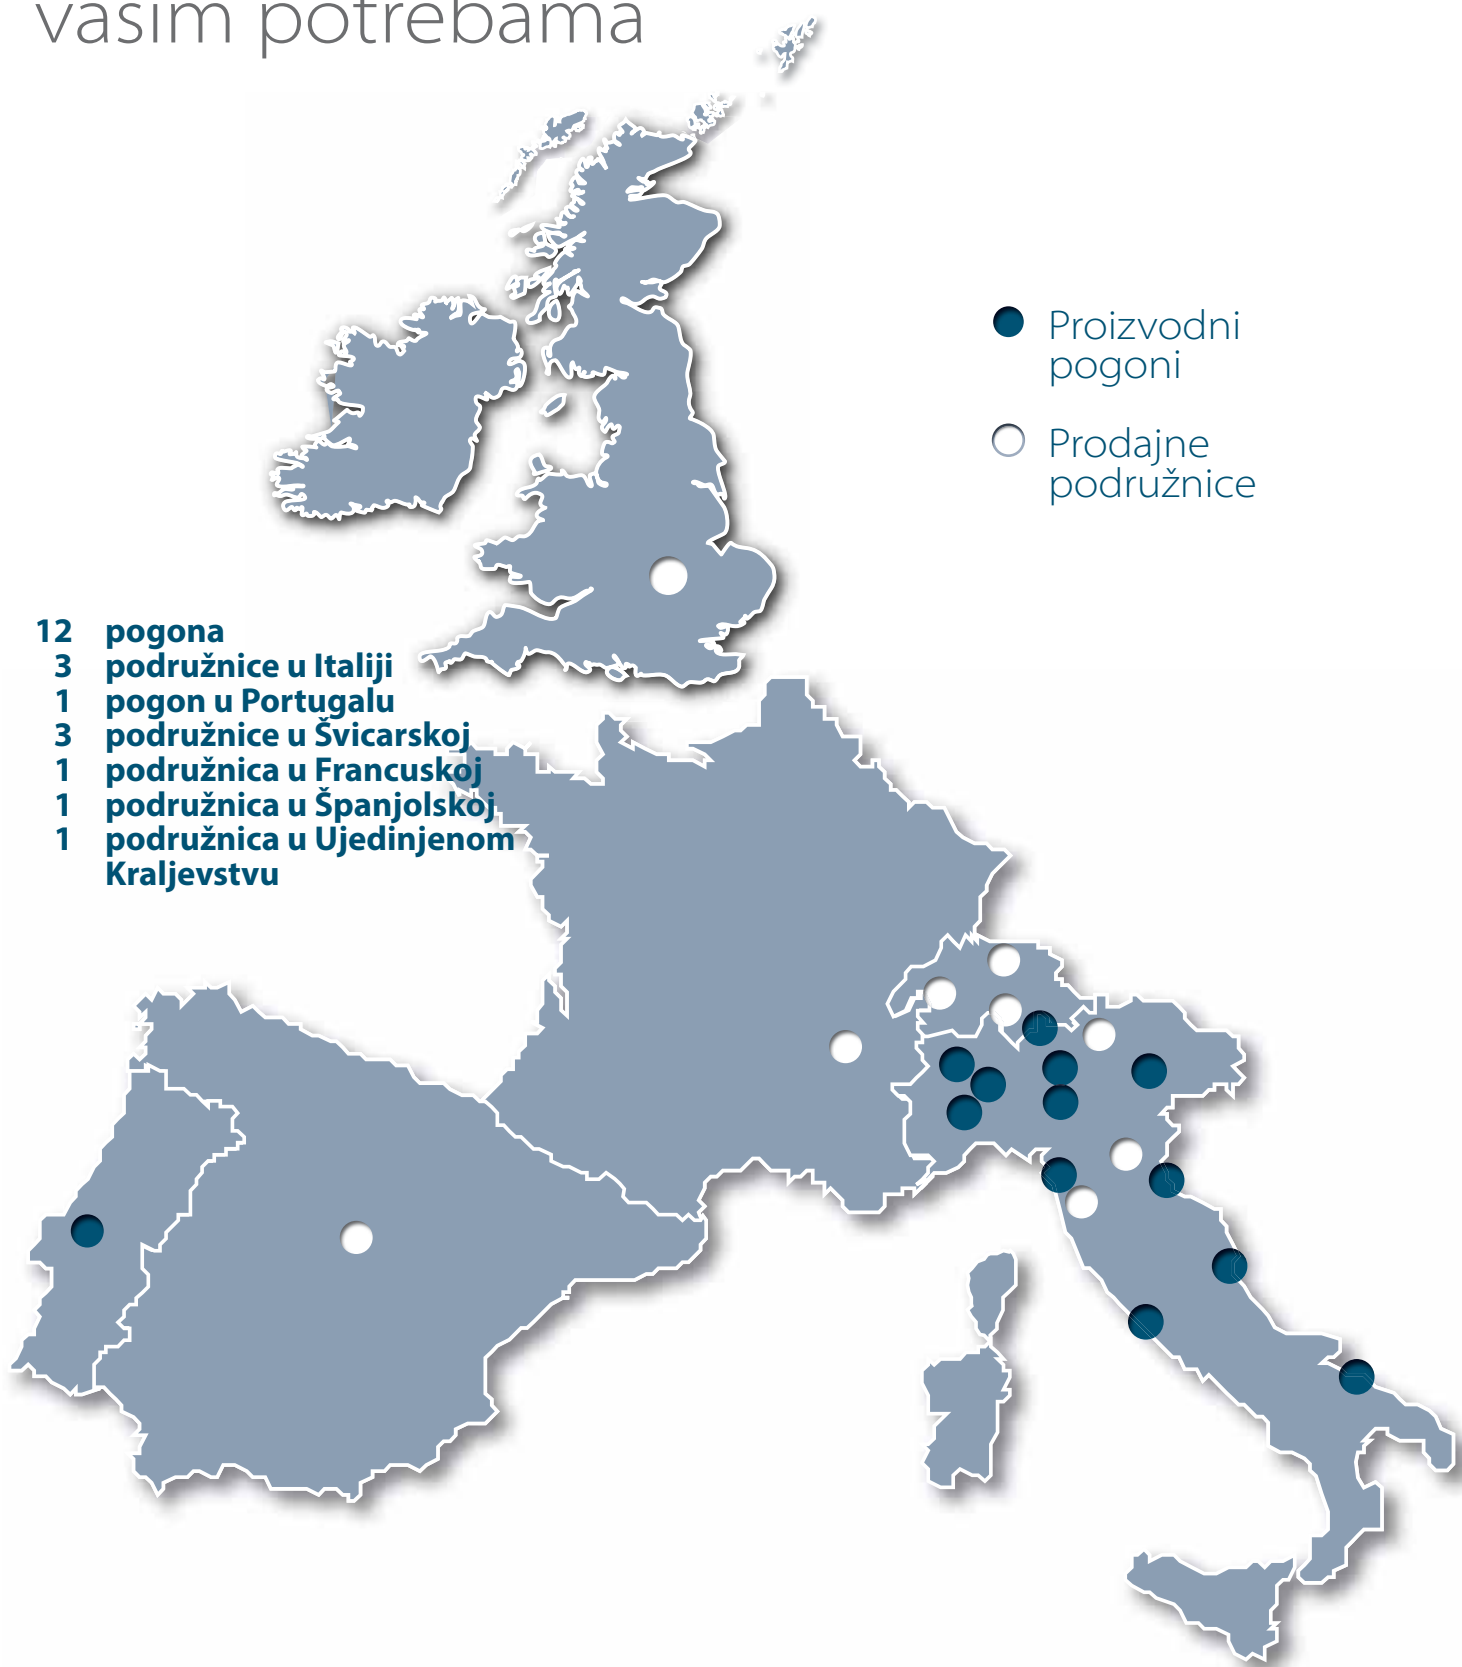 vašim potrebama
Proizvodni
pogoni
Prodajne
podružnice
12 pogona
3 podružnice u Italiji
1 pogon u Portugalu
3 podružnice u Švicarskoj
1 podružnica u Francuskoj
1 podružnica u Španjolskoj
1 podružnica u Ujedinjenom
Kraljevstvu